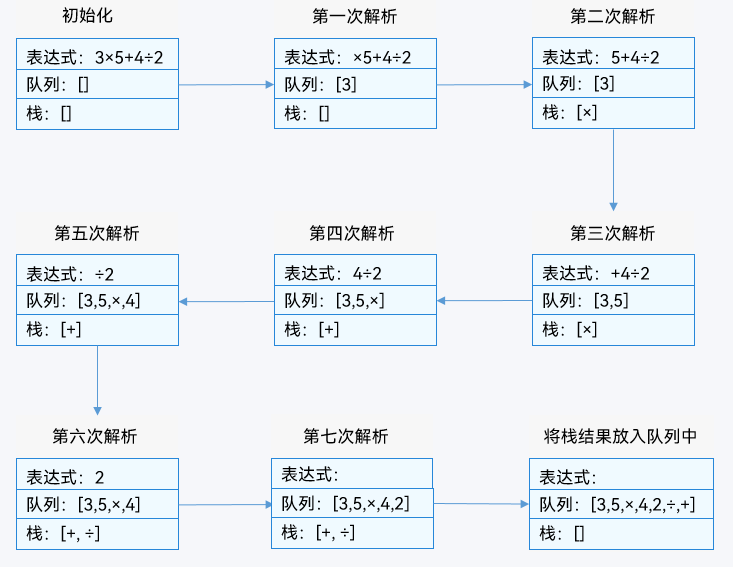 初始化
表达式：3×5+4÷2
队列：[]
栈：[]
第一次解析
表达式：×5+4÷2
队列：[3]
栈：[]
第二次解析
表达式：5+4÷2
队列：[3]
栈：[×]
第三次解析
表达式：+4÷2
队列：[3,5]
栈：[×]
第四次解析
表达式：4÷2
队列：[3,5,×]
栈：[+]
第五次解析
表达式：÷2
队列：[3,5,×,4]
栈：[+]
第六次解析
表达式：2
队列：[3,5,×,4]
栈：[+, ÷]
第七次解析
表达式：
队列：[3,5,×,4,2]
栈：[+, ÷]
将栈结果放入队列中
表达式：
队列：[3,5,×,4,2,÷,+]
栈：[]